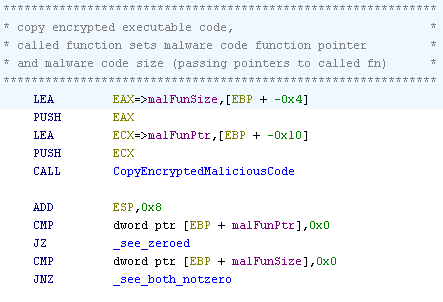 ****************************************************************
* copy encrypted executable code, *
* called function sets malware code function pointer *
* and malware code size (passing pointers to called fn) *
****************************************************************
LEA EAX=>malFunSize,[EBP + -0x4]
PUSH EAX
LEA ECX=>malFunPtr,[EBP + -0x10]
PUSH ECX
CALL CopyEncryptedMaliciousCode
ADD ESP,0x8
CMP dword ptr [EBP + malFunPtr],0x0
JZ _see_zeroed
CMP dword ptr [EBP + malFunSize],0x0
JNZ _see_both_notzero